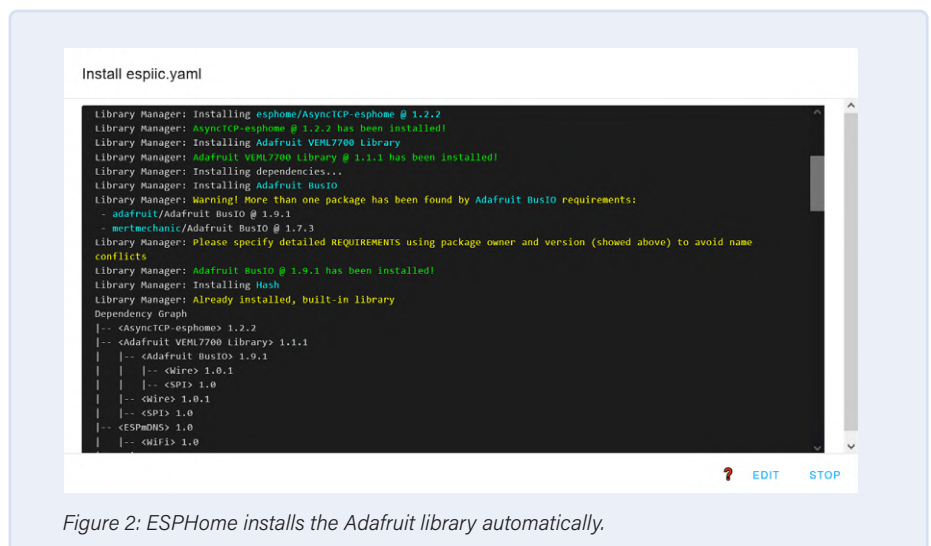 Install espiic.yaml
Library Manager: Installing esphome/AsyncTCP-esphome @ 1.2.2
Library Manager: AsyncTCP-esphome @ 1.2.2 has been installed!
Library Manager: Installing Adafruit VEML7700 Library
Library Manager: Adafruit VEML7700 Library @ 1.1.1 has been installed!
Library Manager: Installing dependencies...
Library Manager: Installing Adafruit BusIO
Library Manager: Warning! More than one package has been found by Adafruit BusIO requirements:
- adafruit/Adafruit BusIO @ 1.9.1
- mertmechanic/Adafruit BusIO @ 1.7.3
Library Manager: Please specify detailed REQUIREMENTS using package owner and version (showed above) to avoid name
conflicts
Library Manager: Adafruit BusIO @ 1.9.1 has been installed!
Library Manager: Installing Hash
Library Manager: Already installed, built-in library
Dependency Graph
|-- <AsyncTCP-esphome> 1.2.2
|-- <Adafruit VEML7700 Library> 1.1.1
|   |-- <Adafruit BusIO> 1.9.1
|   |   |-- <Wire> 1.0.1
|   |   |-- <SPI> 1.0
|   |-- <Wire> 1.0.1
|   |-- <SPI> 1.0
|-- <ESPmDNS> 1.0
|   |-- <WiFi> 1.0
? EDIT STOP
Figure 2: ESPHome installs the Adafruit library automatically.